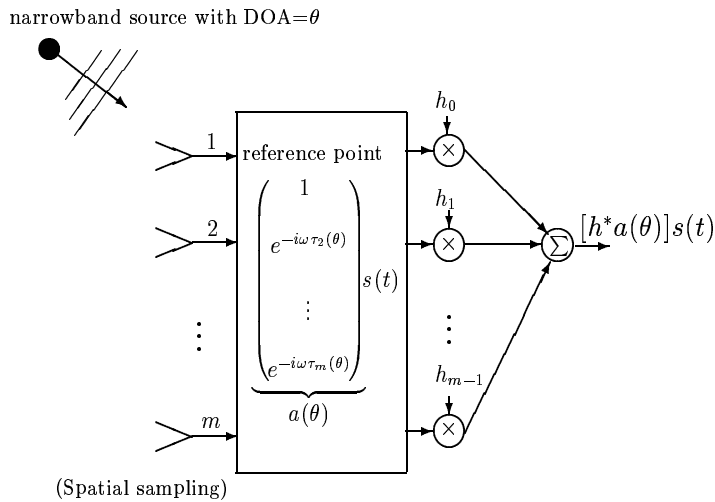 narrowband source with DOA=θ
h_0
1
reference point
×
1
h_1
2
e^{-iωτ_2(θ)}
×
∑
[h*a(θ)]s(t)
s(t)
⋮
⋮
⋮
e^{-iωτ_m(θ)}
h_{m-1}
a(θ)
m
×
(Spatial sampling)